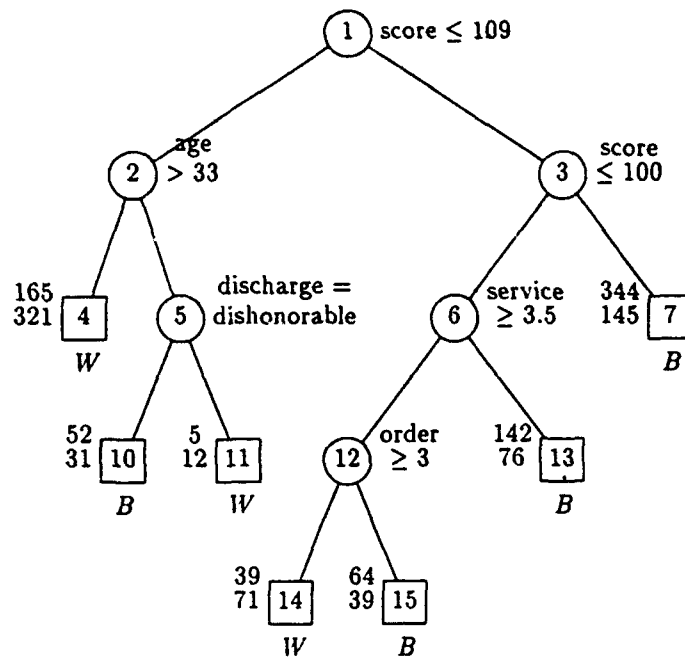 1 score ≤ 109
age
2 > 33
score
3 ≤ 100
165
321 4
W
discharge =
5 dishonorable
service
6 ≥ 3.5
344
145 7
B
52
31 10
B
5
12 11
W
order
12 ≥ 3
142
76 13
B
39
71 14
W
64
39 15
B